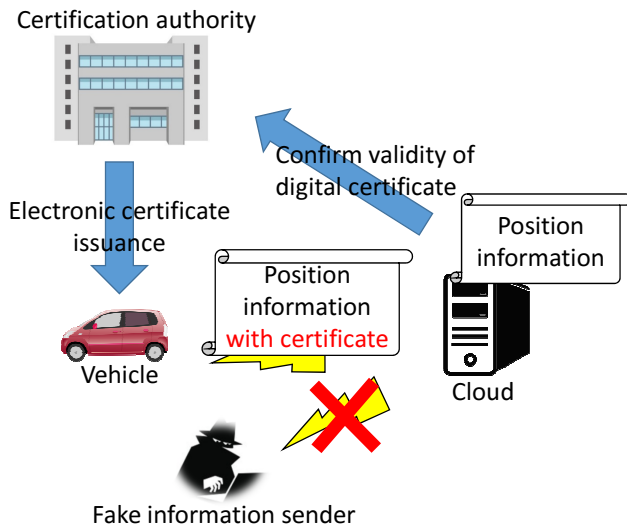 Certification authority
Confirm validity of
digital certificate
Electronic certificate
issuance
Position
information
Position
information
with certificate
Vehicle
Cloud
Fake information sender